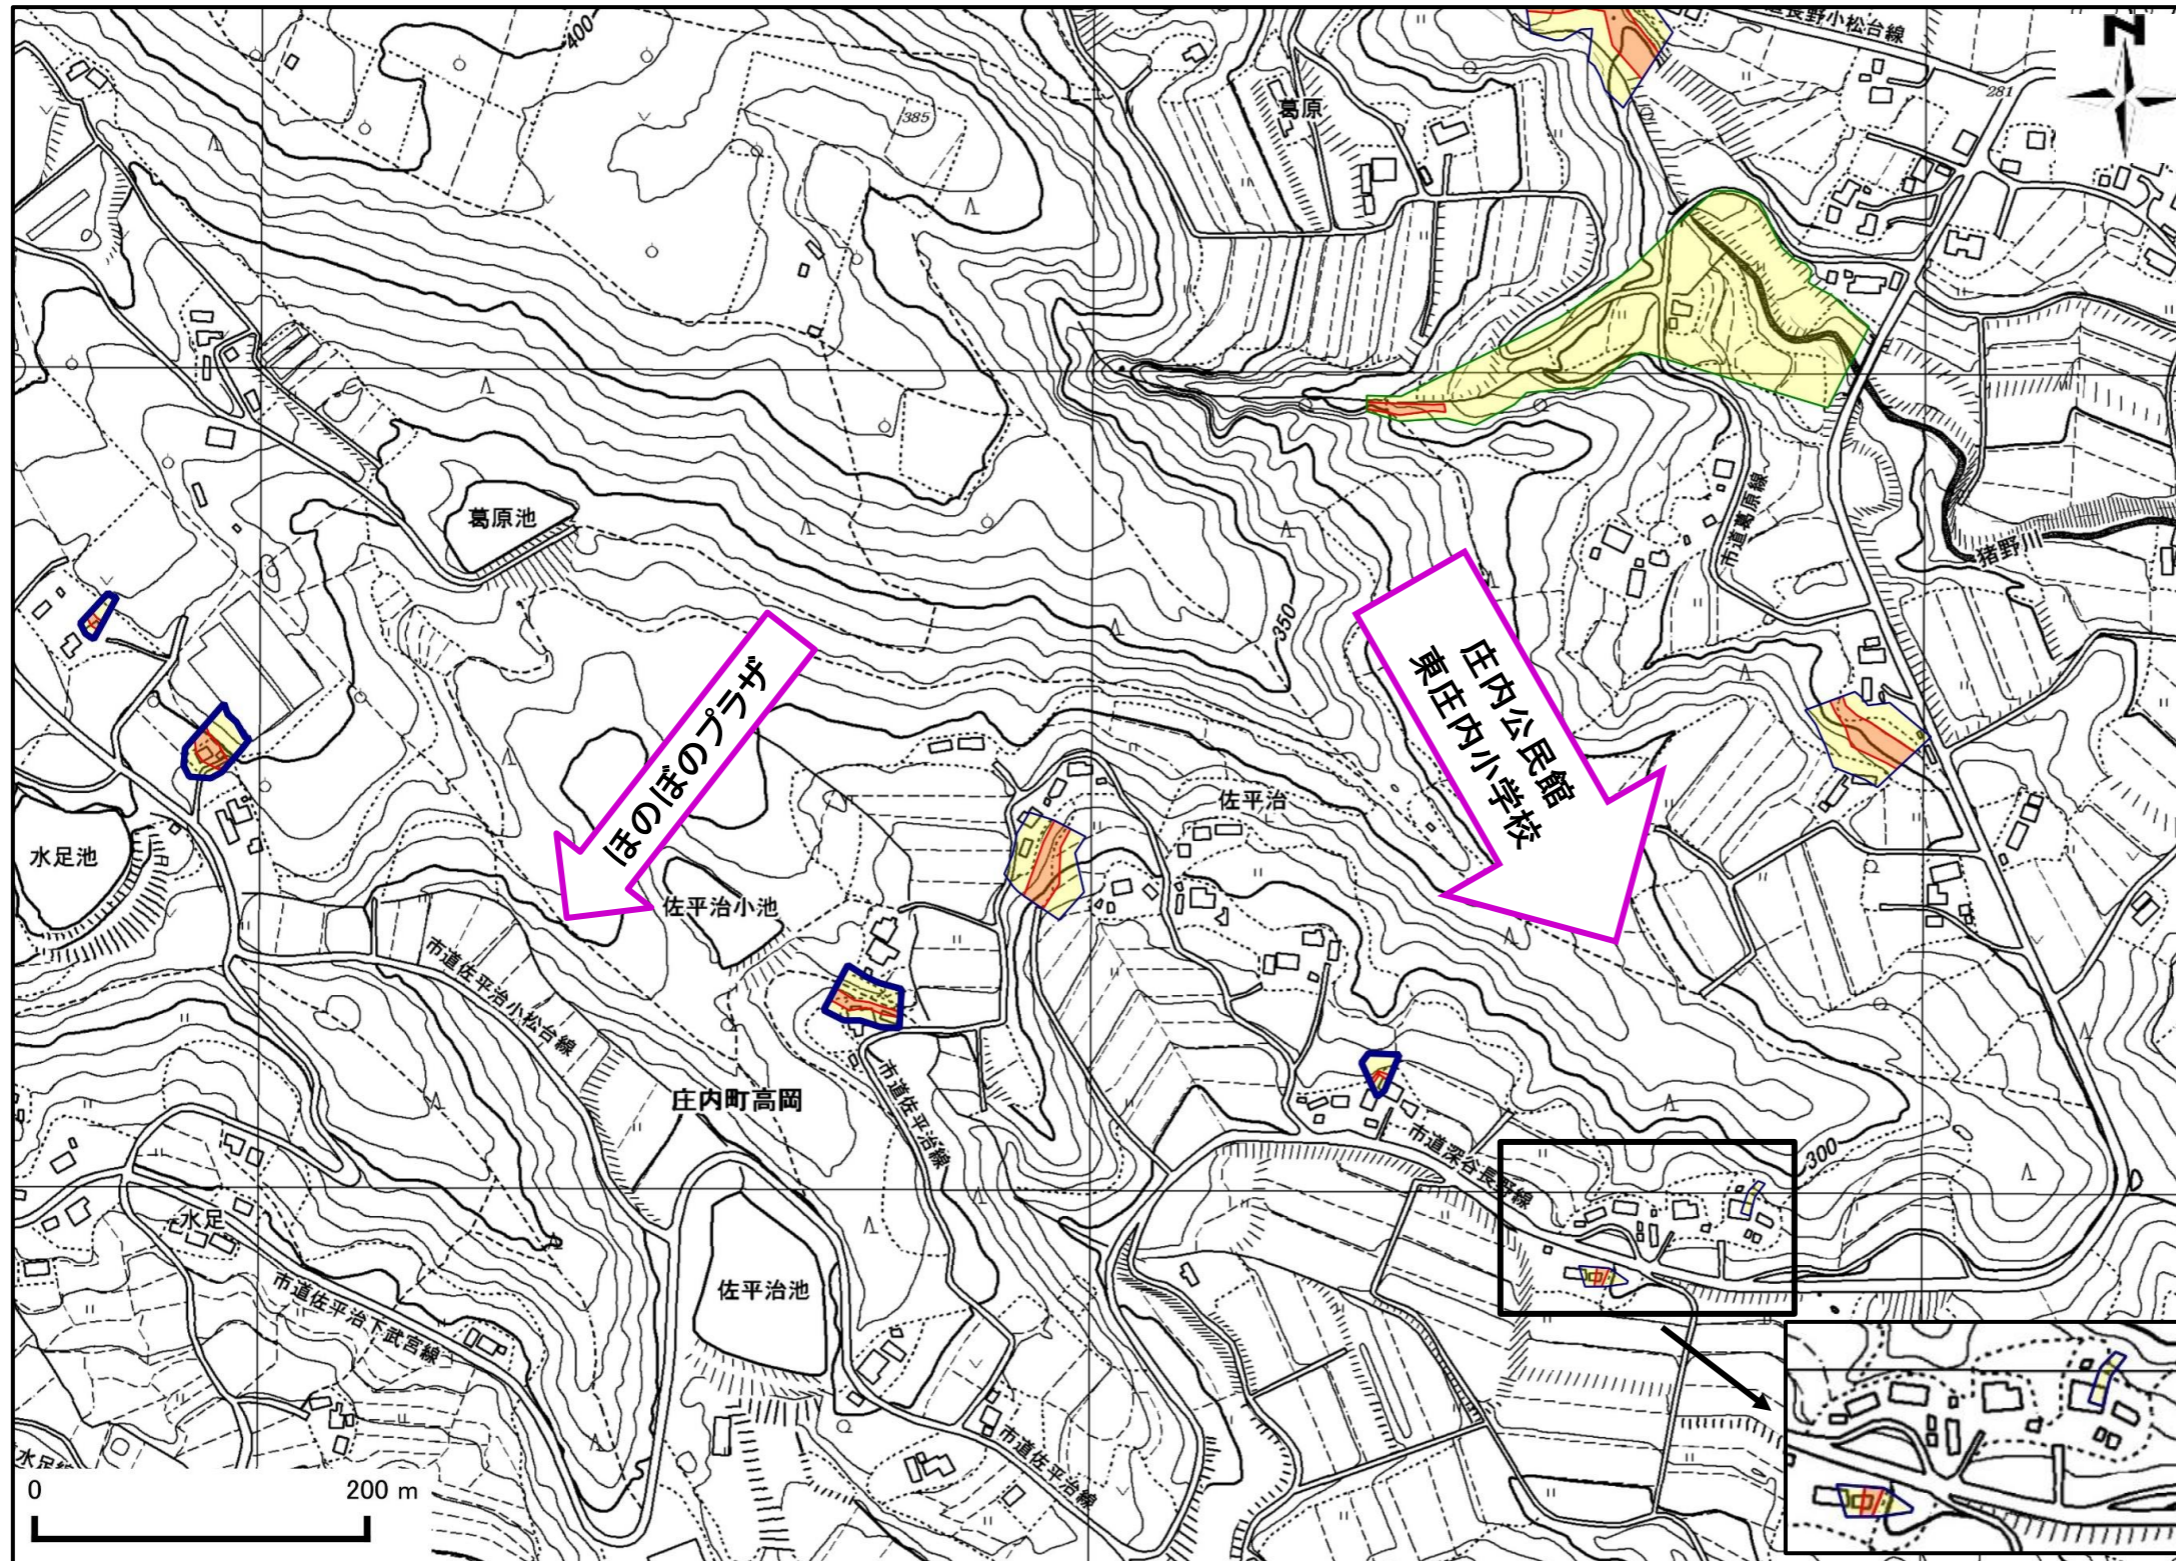 400
市道長野小松台線
N
385
葛原
281
葛原池
市道葛原線
猪野
350
ほのぼのプラザ
庄内公民館
東庄内小学校
佐平治
水足池
佐平治小池
市道佐平治小松台線
庄内町高岡
市道佐平治線
市道深谷長野線
300
水足
佐平治池
市道佐平治下武宮線
市道佐平治線
水足
0
200 m